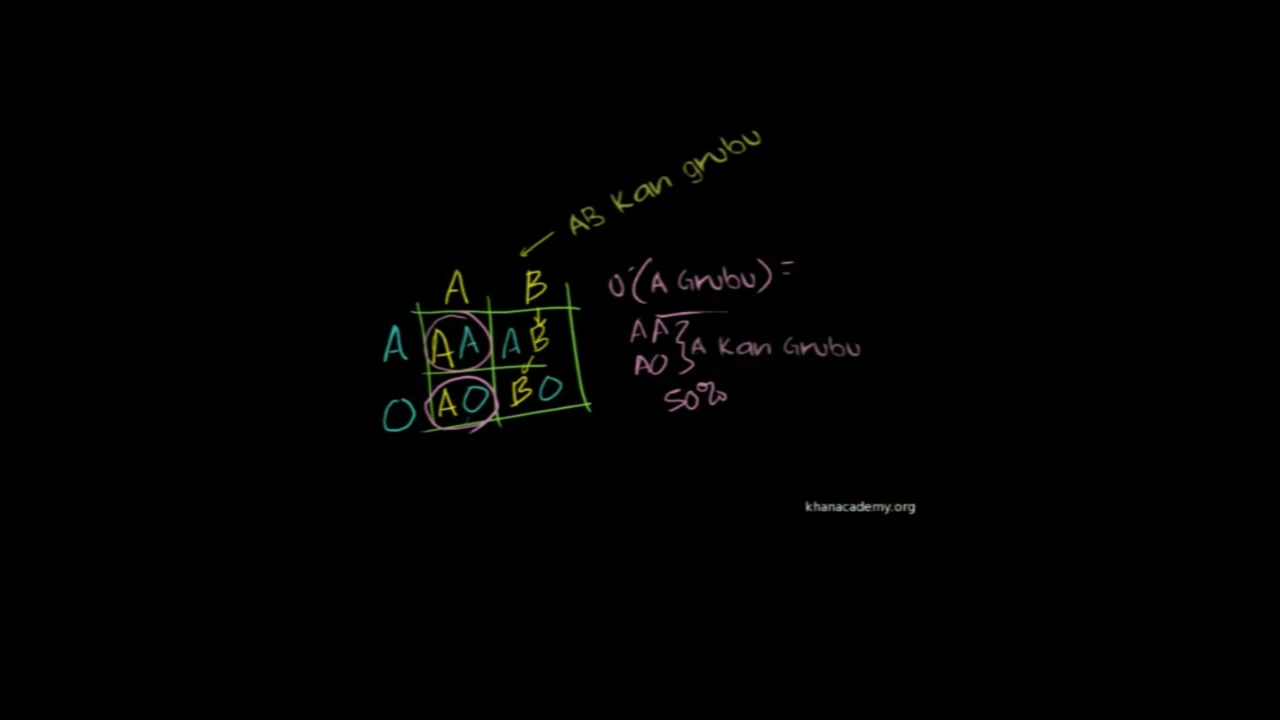 AB Kan grubu
A B
Ö(A Grubu) =
A AA AB
AA
AO } A Kan Grubu
O AO BO
50%
khanacademy.org